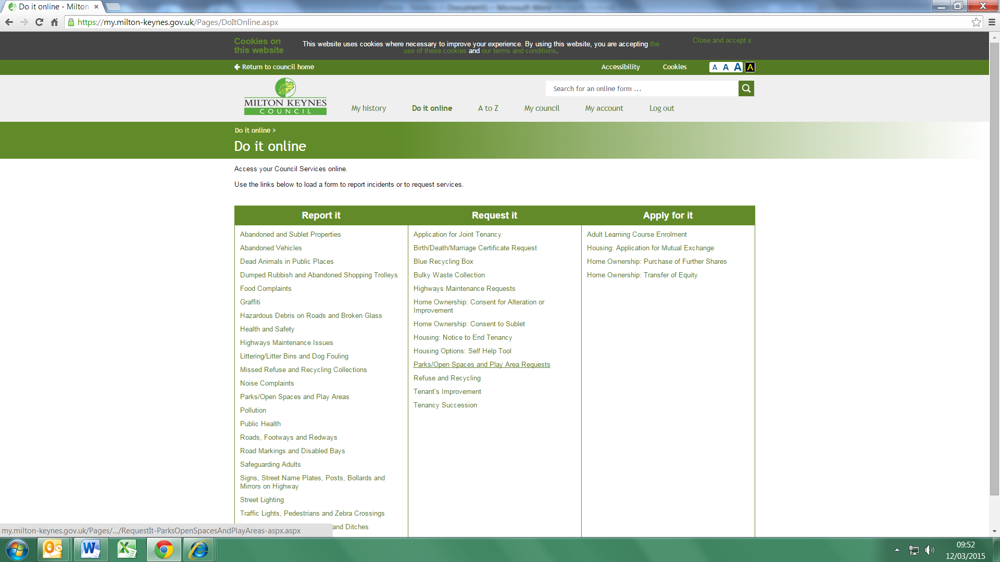 Do it online - Milton
https://my.milton-keynes.gov.uk/Pages/DoItOnline.aspx
Cookies on
this website
This website uses cookies where necessary to improve your experience. By using this website, you are accepting the
use of these cookies and our terms and conditions.
Close and accept x
Return to council home
Accessibility
Cookies
A A A A
MILTON KEYNES
COUNCIL
Search for an online form ...
My history
Do it online
A to Z
My council
My account
Log out
Do it online >
Do it online
Access your Council Services online.
Use the links below to load a form to report incidents or to request services.
Report it
Abandoned and Sublet Properties
Abandoned Vehicles
Dead Animals in Public Places
Dumped Rubbish and Abandoned Shopping Trolleys
Food Complaints
Graffiti
Hazardous Debris on Roads and Broken Glass
Health and Safety
Highways Maintenance Issues
Littering/Litter Bins and Dog Fouling
Missed Refuse and Recycling Collections
Noise Complaints
Parks/Open Spaces and Play Areas
Pollution
Public Health
Roads, Footways and Redways
Road Markings and Disabled Bays
Safeguarding Adults
Signs, Street Name Plates, Posts, Bollards and
Mirrors on Highway
Street Lighting
Traffic Lights, Pedestrians and Zebra Crossings
and Ditches
Request it
Application for Joint Tenancy
Birth/Death/Marriage Certificate Request
Blue Recycling Box
Bulky Waste Collection
Highways Maintenance Requests
Home Ownership: Consent for Alteration or
Improvement
Home Ownership: Consent to Sublet
Housing: Notice to End Tenancy
Housing Options: Self Help Tool
Parks/Open Spaces and Play Area Requests
Refuse and Recycling
Tenant's Improvement
Tenancy Succession
Apply for it
Adult Learning Course Enrolment
Housing: Application for Mutual Exchange
Home Ownership: Purchase of Further Shares
Home Ownership: Transfer of Equity
my.milton-keynes.gov.uk/Pages/.../RequestIt-ParksOpenSpacesAndPlayAreas-aspx.aspx
09:52
12/03/2015